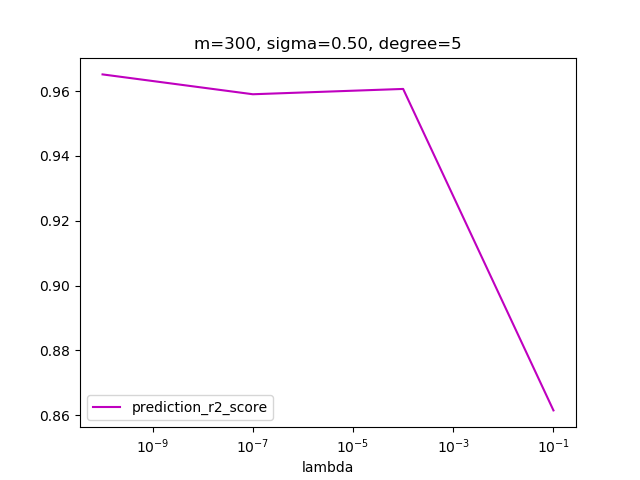 m=300, sigma=0.50, degree=5
0.96
0.94
0.92
0.90
0.88
0.86
prediction_r2_score
10⁻⁹ 10⁻⁷ 10⁻⁵ 10⁻³ 10⁻¹
lambda